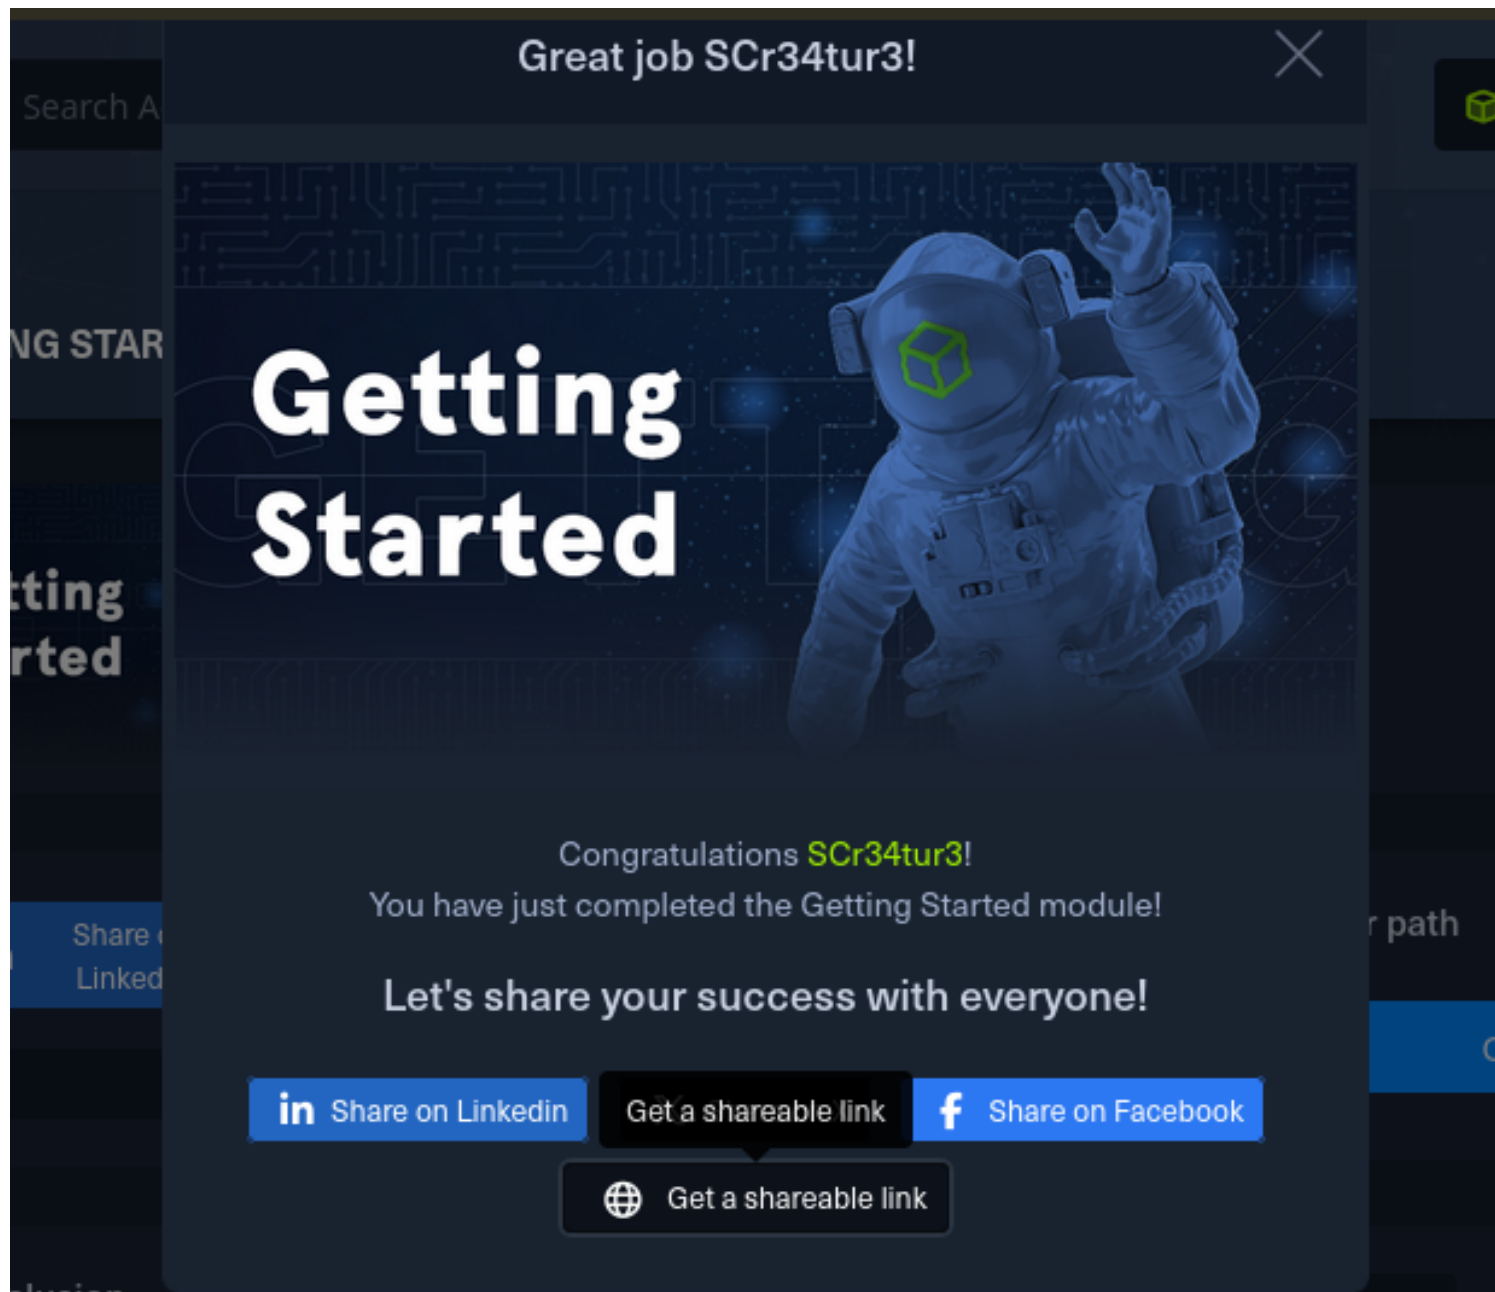 Great job SCr34tur3!
Search A
NG STAR
Getting
Started
tting
rted
Congratulations SCr34tur3!
You have just completed the Getting Started module!
r path
Share
Linked
Let's share your success with everyone!
in Share on Linkedin
Get a shareable link
f Share on Facebook
Get a shareable link